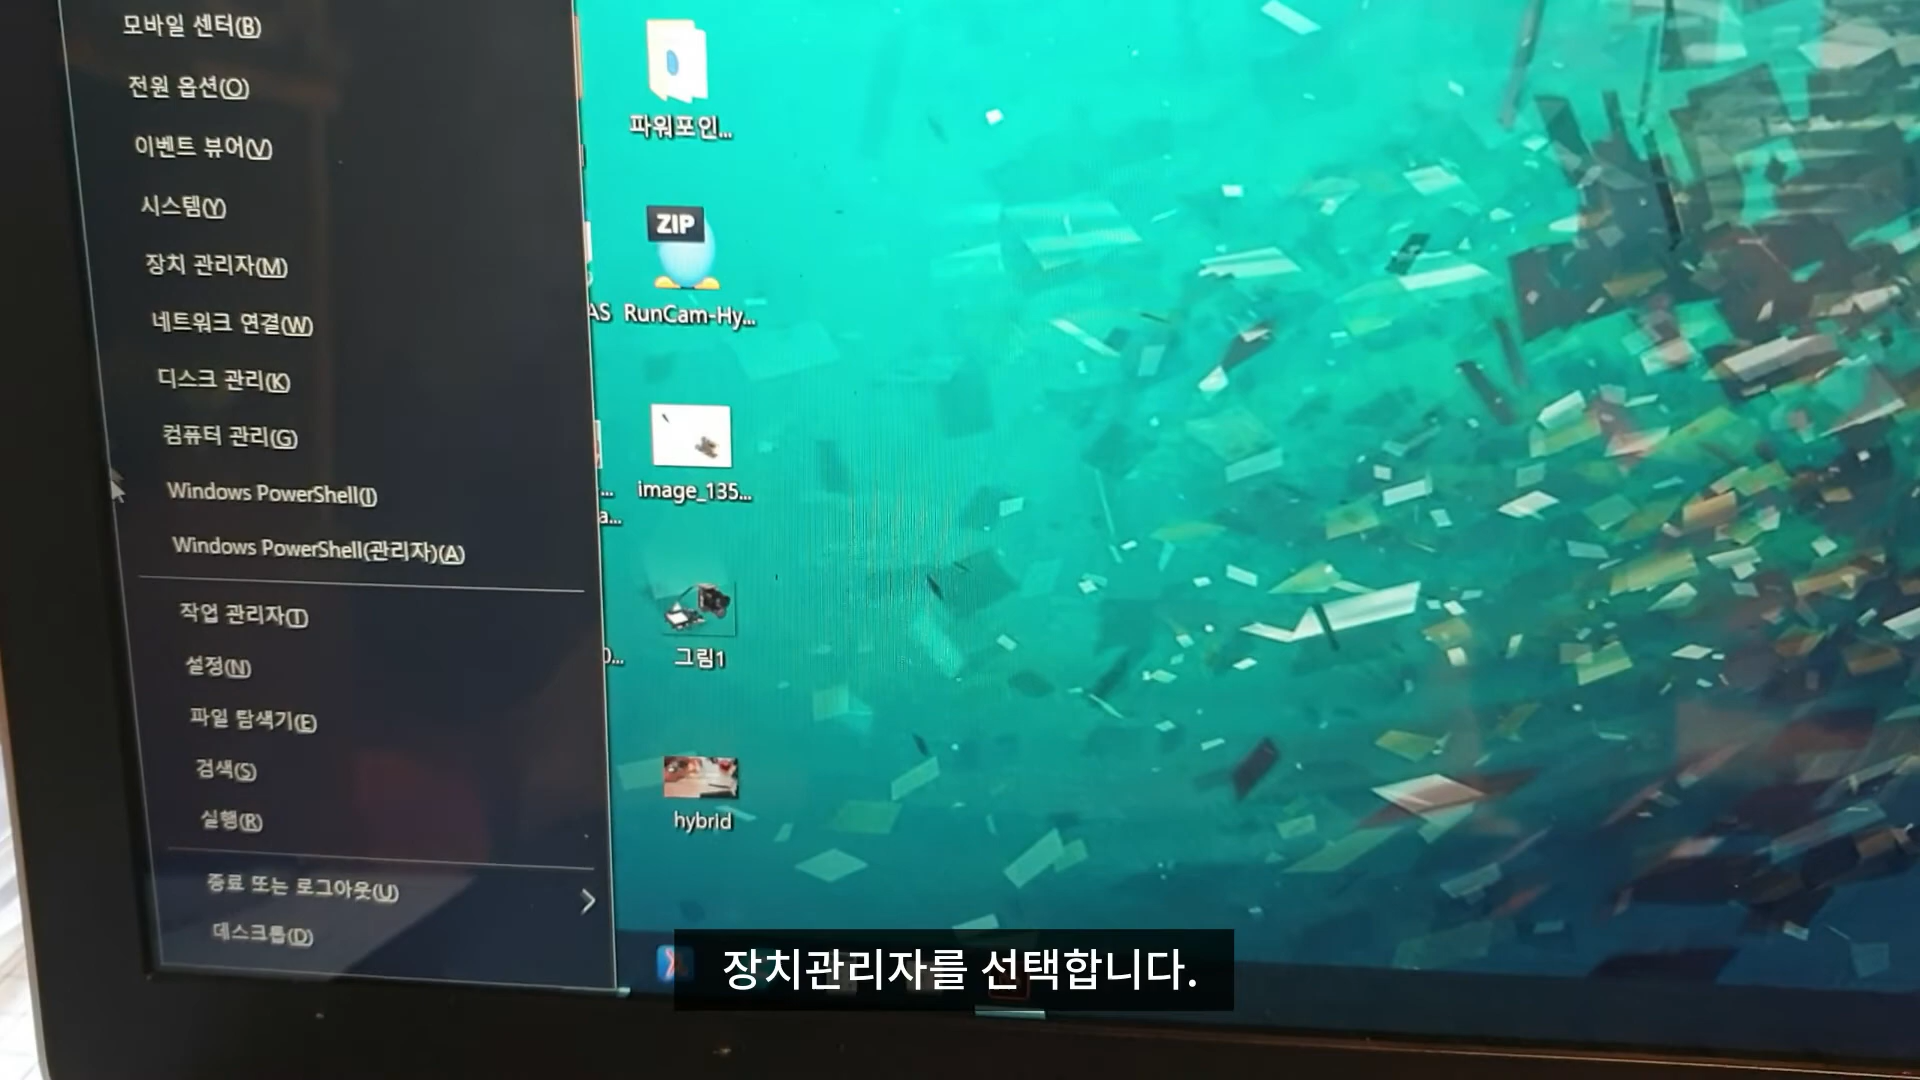 모바일 센터(B)
전원 옵션(O)
이벤트 뷰어(V)
시스템(Y)
장치 관리자(M)
네트워크 연결(W)
디스크 관리(K)
컴퓨터 관리(G)
Windows PowerShell(I)
Windows PowerShell(관리자)(A)
작업 관리자(T)
설정(N)
파일 탐색기(E)
검색(S)
실행(R)
종료 또는 로그아웃(U)
데스크톱(D)
파워포인...
ZIP
AS RunCam-Hy...
image_135...
a...
그림1
hybrid
장치관리자를 선택합니다.